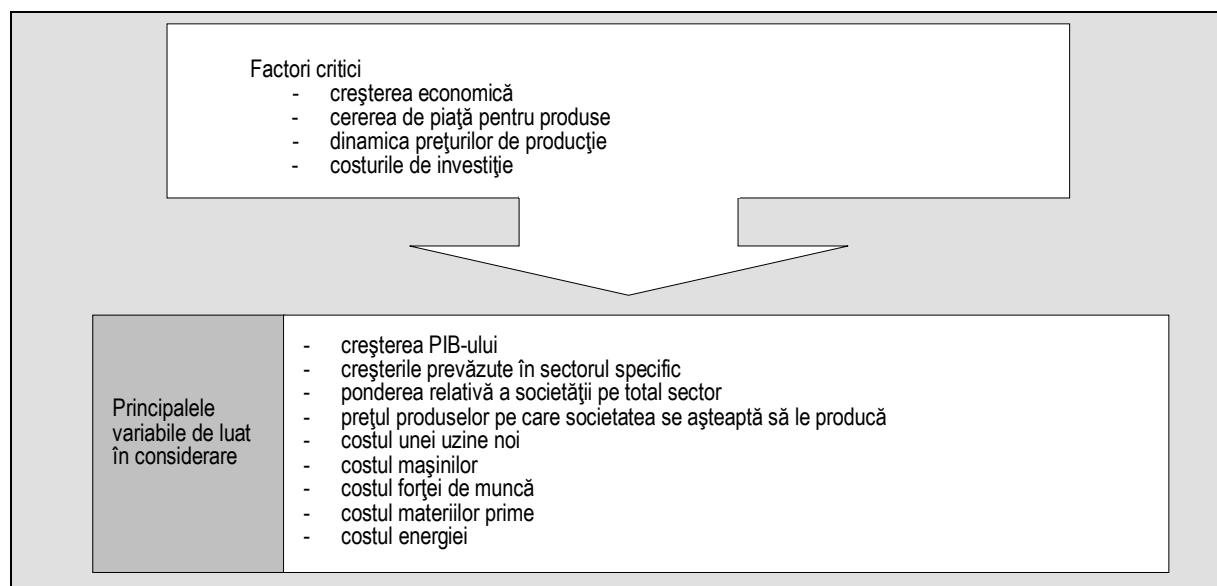 Factori critici
- creşterea economică
- cererea de piaţă pentru produse
- dinamica preţurilor de producţie
- costurile de investiţie
Principalele
variabile de luat
în considerare
- creşterea PIB-ului
- creşterile prevăzute în sectorul specific
- ponderea relativă a societăţii pe total sector
- preţul produselor pe care societatea se aşteaptă să le producă
- costul unei uzine noi
- costul maşinilor
- costul forţei de muncă
- costul materiilor prime
- costul energiei